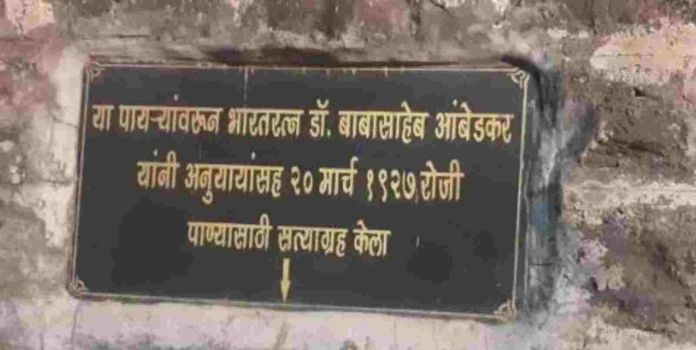 या पायऱ्यांवरून भारतरत्न डॉ. बाबासाहेब आंबेडकर
यांनी अनुयायांसह २० मार्च १९२७ रोजी
पाण्यासाठी सत्याग्रह केला